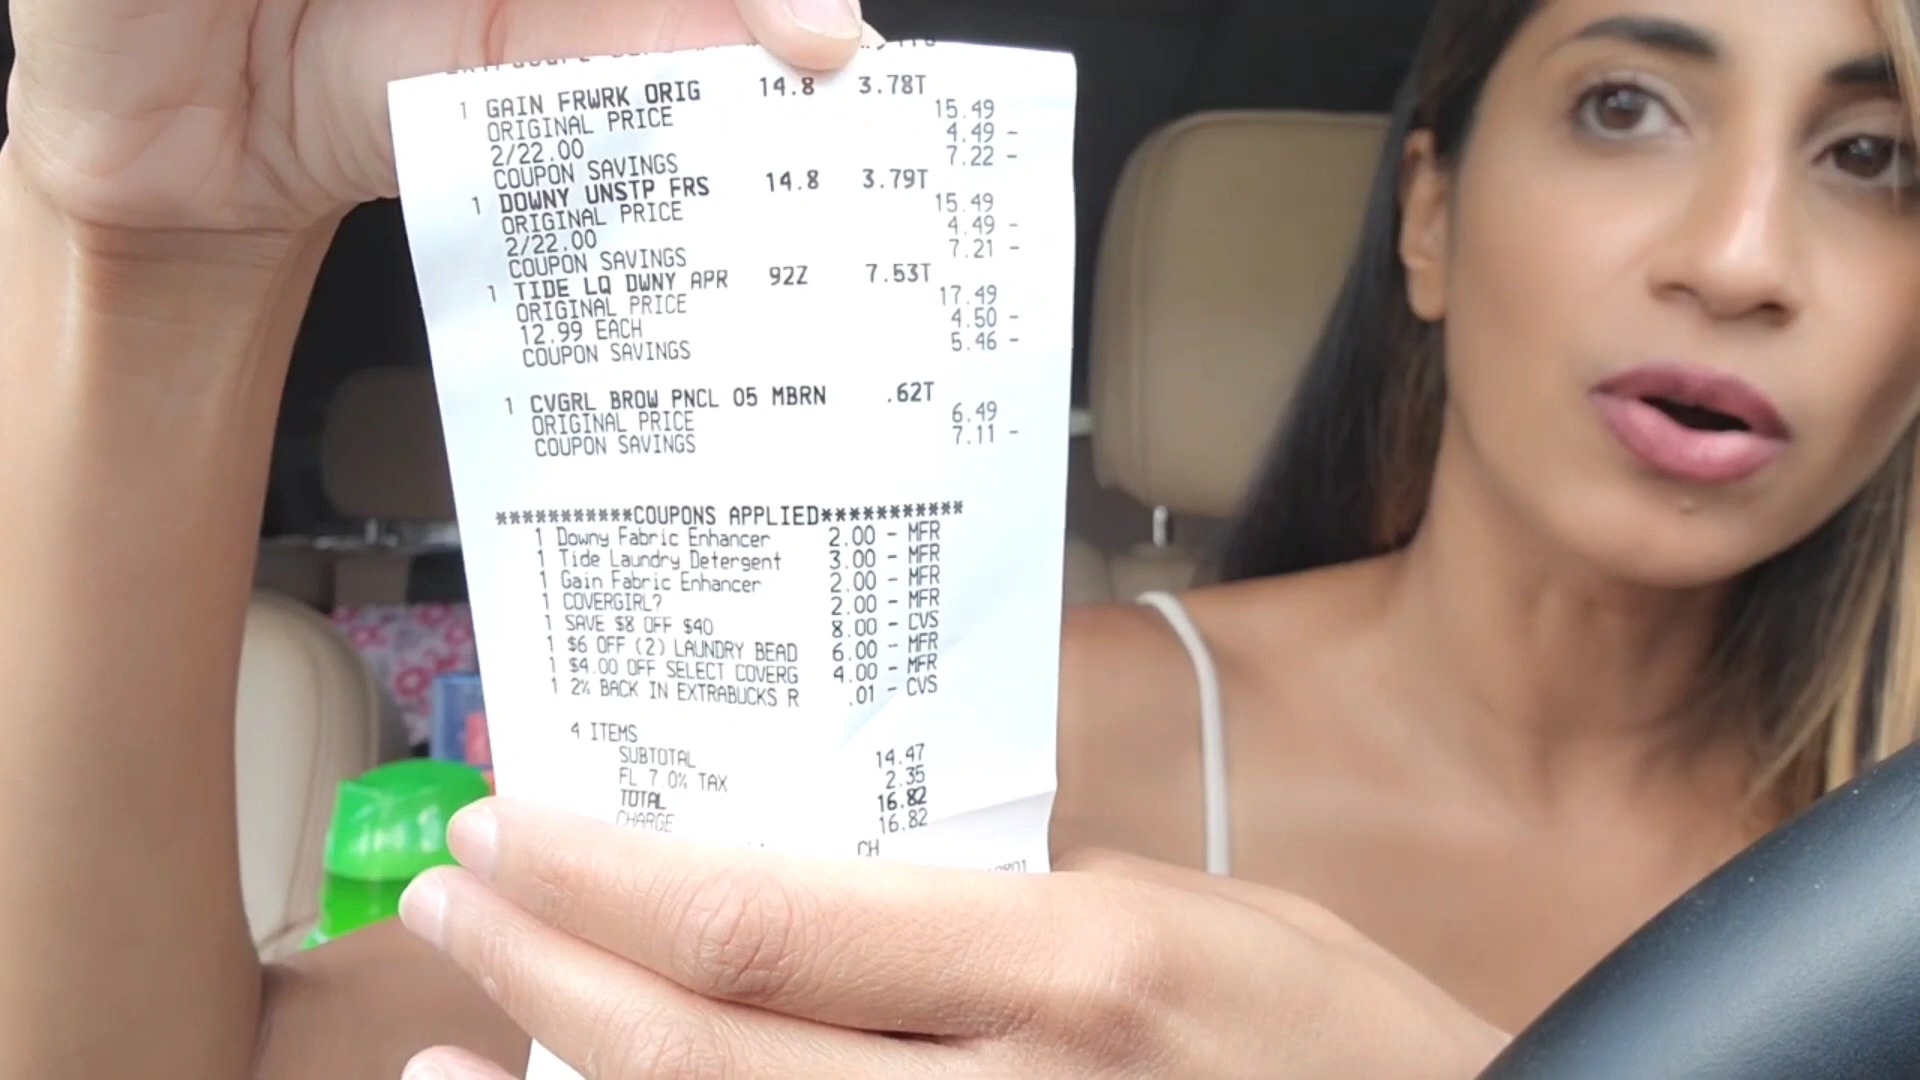 1 GAIN FRWRK ORIG 14.8 3.78T
ORIGINAL PRICE 15.49
2/22.00 4.49 -
COUPON SAVINGS 7.22 -
1 DOWNY UNSTP FRS 14.8 3.79T
ORIGINAL PRICE 15.49
2/22.00 4.49 -
COUPON SAVINGS 7.21 -
1 TIDE LQ DWNY APR 92Z 7.53T
ORIGINAL PRICE 17.49
12.99 EACH 4.50 -
COUPON SAVINGS 5.46 -
1 CVGRL BROW PNCL 05 MBRN .62T
ORIGINAL PRICE 6.49
COUPON SAVINGS 7.11 -
***********COUPONS APPLIED***********
1 Downy Fabric Enhancer 2.00 - MFR
1 Tide Laundry Detergent 3.00 - MFR
1 Gain Fabric Enhancer 2.00 - MFR
1 COVERGIRL? 2.00 - MFR
1 SAVE $8 OFF $40 8.00 - CVS
1 $6 OFF (2) LAUNDRY BEAD 6.00 - MFR
1 $4.00 OFF SELECT COVERG 4.00 - MFR
1 2% BACK IN EXTRABUCKS R .01 - CVS
4 ITEMS
SUBTOTAL 14.47
FL 7.0% TAX 2.35
TOTAL 16.82
CHARGE 16.82
CH